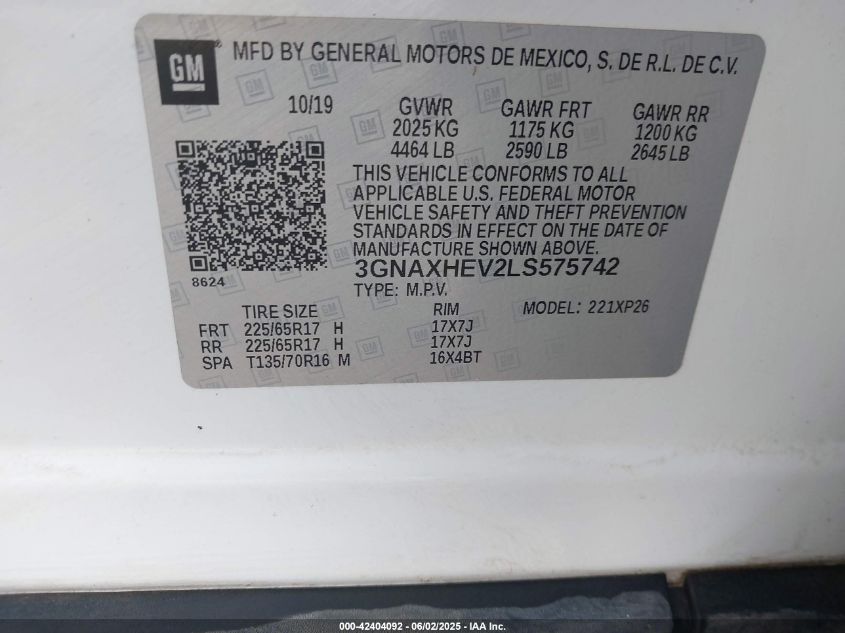 GM ® MFD BY GENERAL MOTORS DE MEXICO, S. DE R.L. DE C.V.
10/19 GVWR GAWR FRT GAWR RR
2025 KG 1175 KG 1200 KG
4464 LB 2590 LB 2645 LB
THIS VEHICLE CONFORMS TO ALL
APPLICABLE U.S. FEDERAL MOTOR
VEHICLE SAFETY AND THEFT PREVENTION
STANDARDS IN EFFECT ON THE DATE OF
MANUFACTURE SHOWN ABOVE.
3GNAXHEV2LS575742
8624
TYPE: M.P.V.
TIRE SIZE RIM MODEL: 221XP26
FRT 225/65R17 H 17X7J
RR 225/65R17 H 17X7J
SPA T135/70R16 M 16X4BT
000-42404092 - 06/02/2025 - IAA Inc.